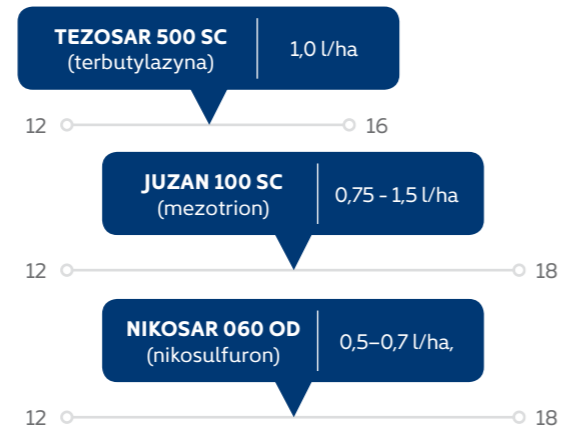 TEZOSAR 500 SC
(terbutylazyna)
1,0 l/ha
12
16
JUZAN 100 SC
(mezotrion)
0,75 - 1,5 l/ha
12
18
NIKOSAR 060 OD
(nikosulfuron)
0,5–0,7 l/ha,
12
18